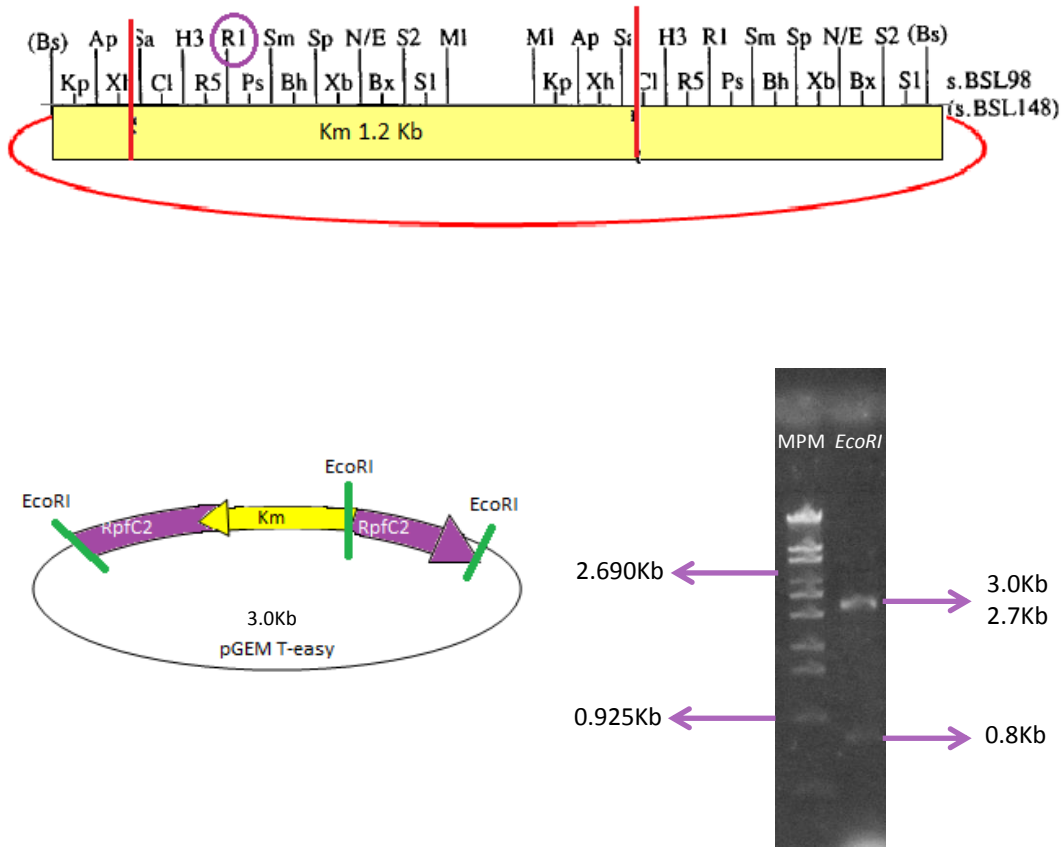 (Bs) Ap Sa H3 R1 Sm Sp N/E S2 Ml Ml Ap Sa H3 R1 Sm Sp N/E S2 (Bs)
Kp Xh Cl R5 Ps Bh Xb Bx S1 Kp Xh Cl R5 Ps Bh Xb Bx S1 s.BSL98
(s.BSL148)
Km 1.2 Kb
EcoRI
EcoRI
EcoRI
RpfC2
Km
RpfC2
3.0Kb
pGEM T-easy
MPM EcoRI
2.690Kb
3.0Kb
2.7Kb
0.925Kb
0.8Kb